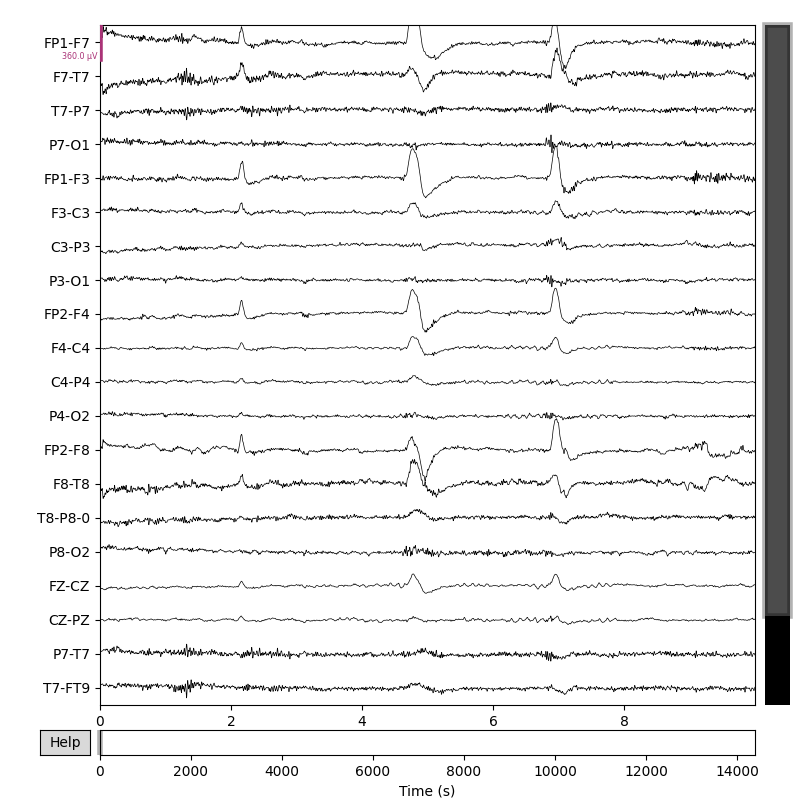 FP1-F7
360.0 µV
F7-T7
T7-P7
P7-O1
FP1-F3
F3-C3
C3-P3
P3-O1
FP2-F4
F4-C4
C4-P4
P4-O2
FP2-F8
F8-T8
T8-P8-0
P8-O2
FZ-CZ
CZ-PZ
P7-T7
T7-FT9
0 2 4 6 8
Help
0 2000 4000 6000 8000 10000 12000 14000
Time (s)